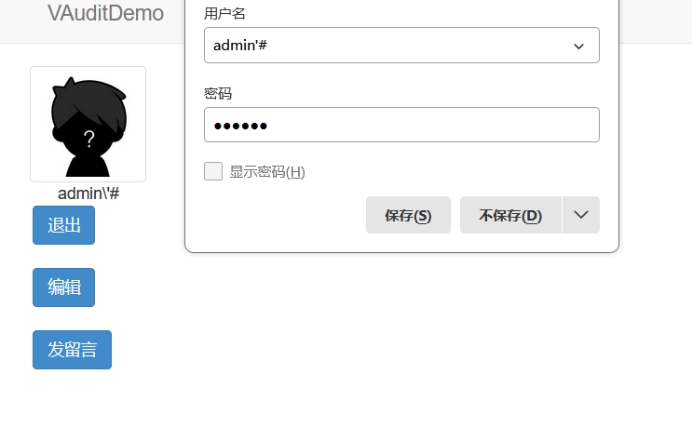 VAuditDemo
用户名
admin'#
密码
●●●●●●
显示密码(H)
保存(S)
不保存(D)
?
admin\'#
退出
编辑
发留言